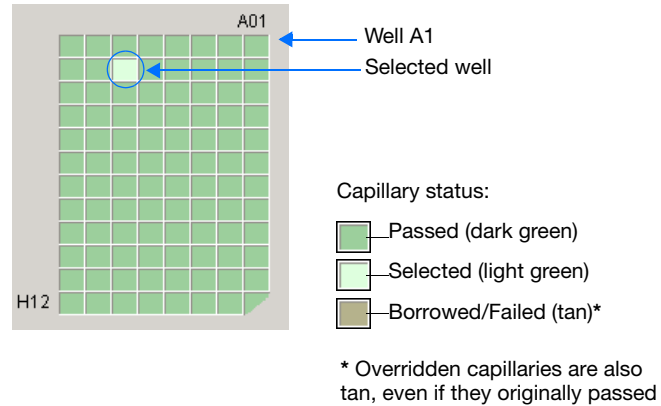 A01
Well A1
Selected well
H12
Capillary status:
Passed (dark green)
Selected (light green)
Borrowed/Failed (tan)*
* Overridden capillaries are also
tan, even if they originally passed